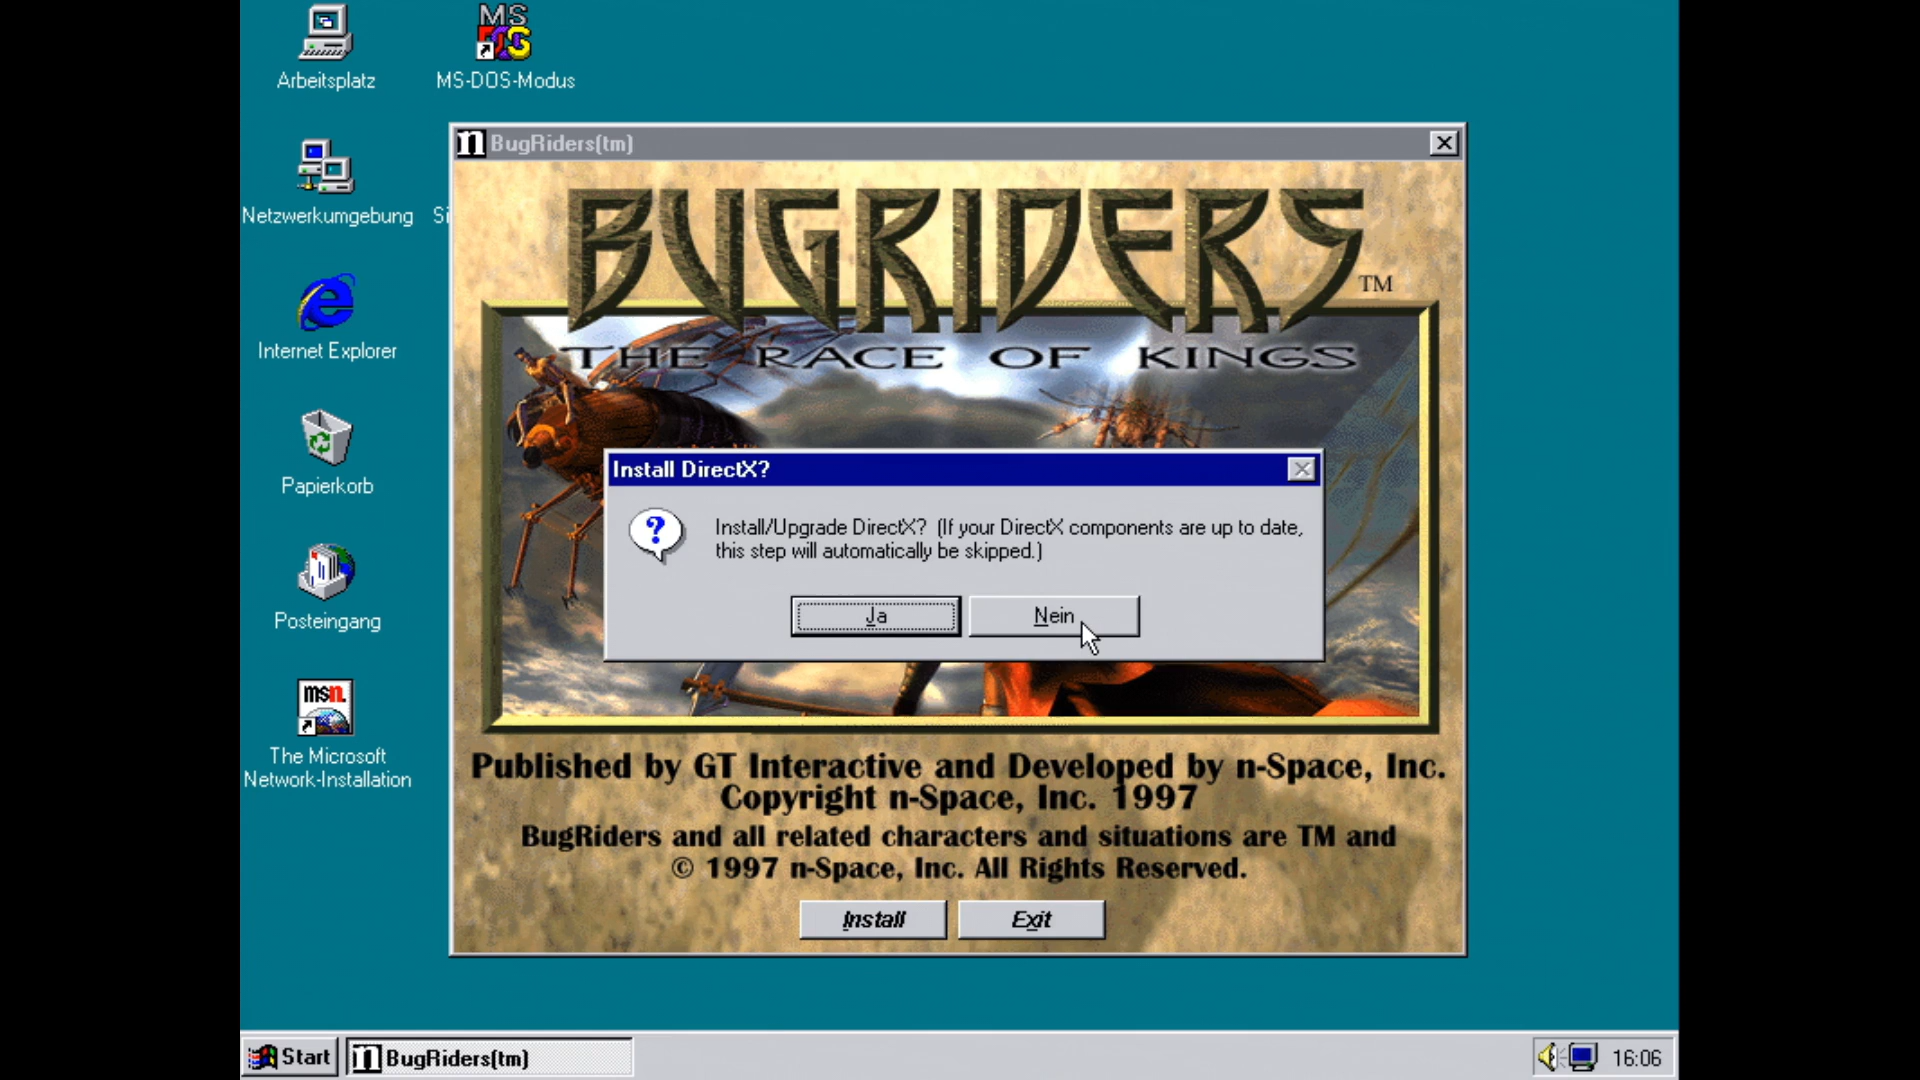 Arbeitsplatz
MS
DOS
MS-DOS-Modus
Netzwerkumgebung
Internet Explorer
Papierkorb
Posteingang
msn.
The Microsoft
Network-Installation
n
BugRiders(tm)
BUGRIDERS
TM
THE RACE OF KINGS
Install DirectX?
?
Install/Upgrade DirectX? (If your DirectX components are up to date,
this step will automatically be skipped.)
Ja
Nein
Published by GT Interactive and Developed by n-Space, Inc.
Copyright n-Space, Inc. 1997
BugRiders and all related characters and situations are TM and
© 1997 n-Space, Inc. All Rights Reserved.
Install
Exit
Start
n BugRiders(tm)
16:06